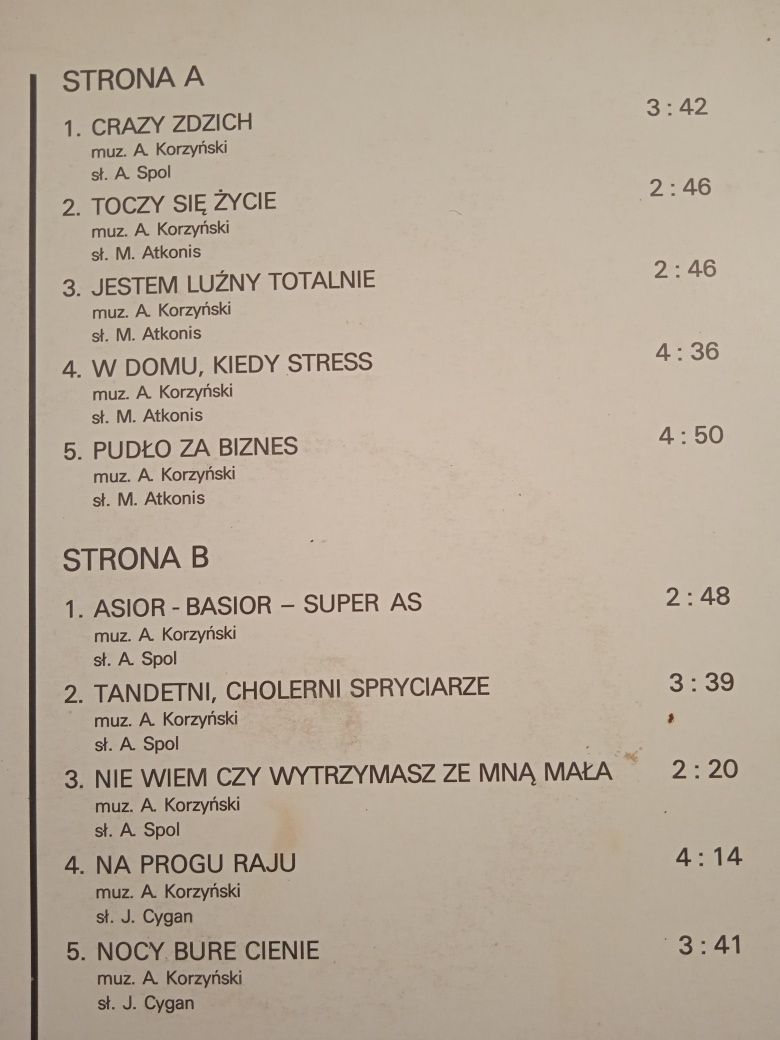 STRONA A
1. CRAZY ZDZICH 3 : 42
muz. A. Korzyński
sł. A. Spol
2. TOCZY SIĘ ŻYCIE 2 : 46
muz. A. Korzyński
sł. M. Atkonis
3. JESTEM LUŹNY TOTALNIE 2 : 46
muz. A. Korzyński
sł. M. Atkonis
4. W DOMU, KIEDY STRESS 4 : 36
muz. A. Korzyński
sł. M. Atkonis
5. PUDŁO ZA BIZNES 4 : 50
muz. A. Korzyński
sł. M. Atkonis
STRONA B
1. ASIOR - BASIOR – SUPER AS 2 : 48
muz. A. Korzyński
sł. A. Spol
2. TANDETNI, CHOLERNI SPRYCIARZE 3 : 39
muz. A. Korzyński
sł. A. Spol
3. NIE WIEM CZY WYTRZYMASZ ZE MNĄ MAŁA 2 : 20
muz. A. Korzyński
sł. A. Spol
4. NA PROGU RAJU 4 : 14
muz. A. Korzyński
sł. J. Cygan
5. NOCY BURE CIENIE 3 : 41
muz. A. Korzyński
sł. J. Cygan